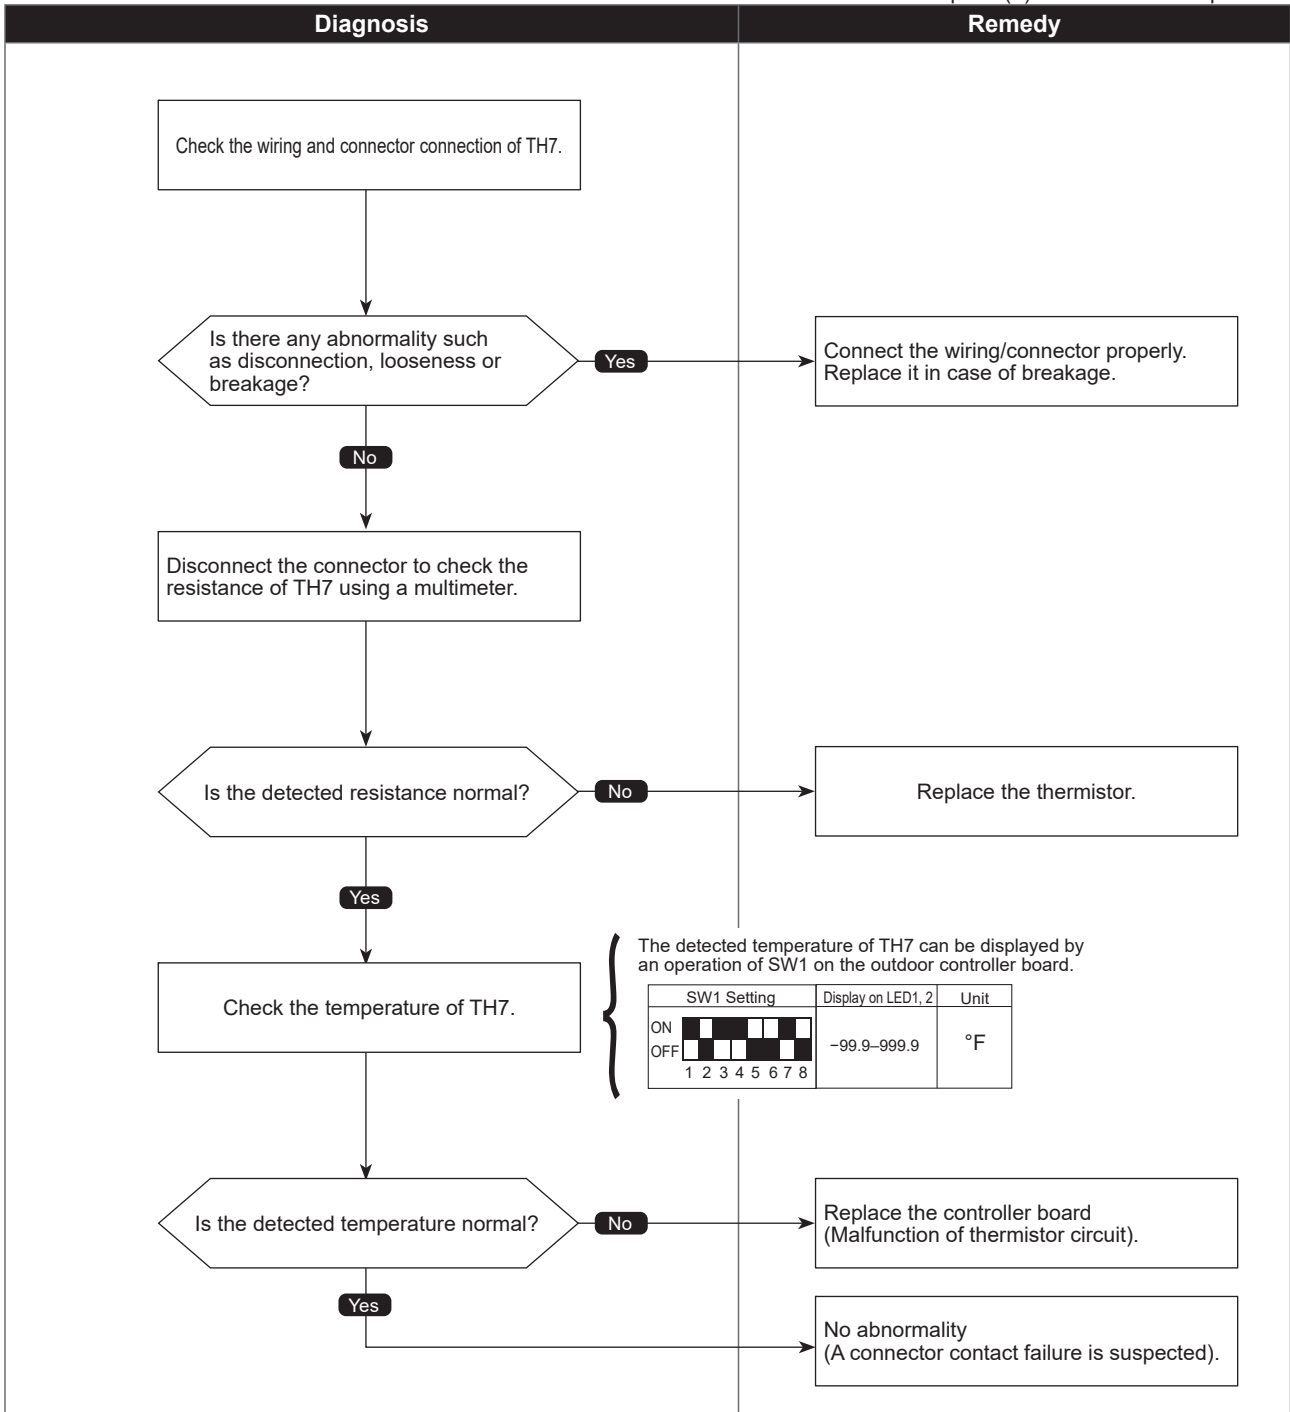 Diagnosis
Remedy
Check the wiring and connector connection of TH7.
Is there any abnormality such
as disconnection, looseness or
breakage?
Yes
Connect the wiring/connector properly.
Replace it in case of breakage.
No
Disconnect the connector to check the
resistance of TH7 using a multimeter.
Is the detected resistance normal?
No
Replace the thermistor.
Yes
The detected temperature of TH7 can be displayed by
an operation of SW1 on the outdoor controller board.
Check the temperature of TH7.
SW1 Setting
Display on LED1, 2
Unit
ON
OFF
1 2 3 4 5 6 7 8
−99.9–999.9
°F
Is the detected temperature normal?
No
Replace the controller board
(Malfunction of thermistor circuit).
Yes
No abnormality
(A connector contact failure is suspected).